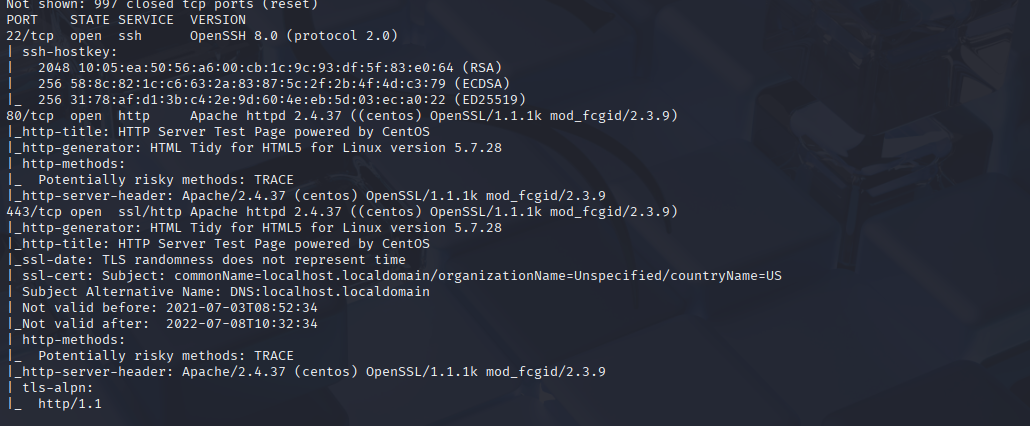 Not shown: 997 closed tcp ports (reset)
PORT    STATE SERVICE  VERSION
22/tcp  open  ssh      OpenSSH 8.0 (protocol 2.0)
| ssh-hostkey:
|   2048 10:05:ea:50:56:a6:00:cb:1c:9c:93:df:5f:83:e0:64 (RSA)
|   256 58:8c:82:1c:c6:63:2a:83:87:5c:2f:2b:4f:4d:c3:79 (ECDSA)
|_  256 31:78:af:d1:3b:c4:2e:9d:60:4e:eb:5d:03:ec:a0:22 (ED25519)
80/tcp  open  http     Apache httpd 2.4.37 ((centos) OpenSSL/1.1.1k mod_fcgid/2.3.9)
|_http-title: HTTP Server Test Page powered by CentOS
|_http-generator: HTML Tidy for HTML5 for Linux version 5.7.28
| http-methods:
|_  Potentially risky methods: TRACE
|_http-server-header: Apache/2.4.37 (centos) OpenSSL/1.1.1k mod_fcgid/2.3.9
443/tcp open  ssl/http Apache httpd 2.4.37 ((centos) OpenSSL/1.1.1k mod_fcgid/2.3.9)
|_http-generator: HTML Tidy for HTML5 for Linux version 5.7.28
|_http-title: HTTP Server Test Page powered by CentOS
|_ssl-date: TLS randomness does not represent time
| ssl-cert: Subject: commonName=localhost.localdomain/organizationName=Unspecified/countryName=US
| Subject Alternative Name: DNS:localhost.localdomain
| Not valid before: 2021-07-03T08:52:34
|_Not valid after:  2022-07-08T10:32:34
| http-methods:
|_  Potentially risky methods: TRACE
|_http-server-header: Apache/2.4.37 (centos) OpenSSL/1.1.1k mod_fcgid/2.3.9
| tls-alpn:
|_  http/1.1